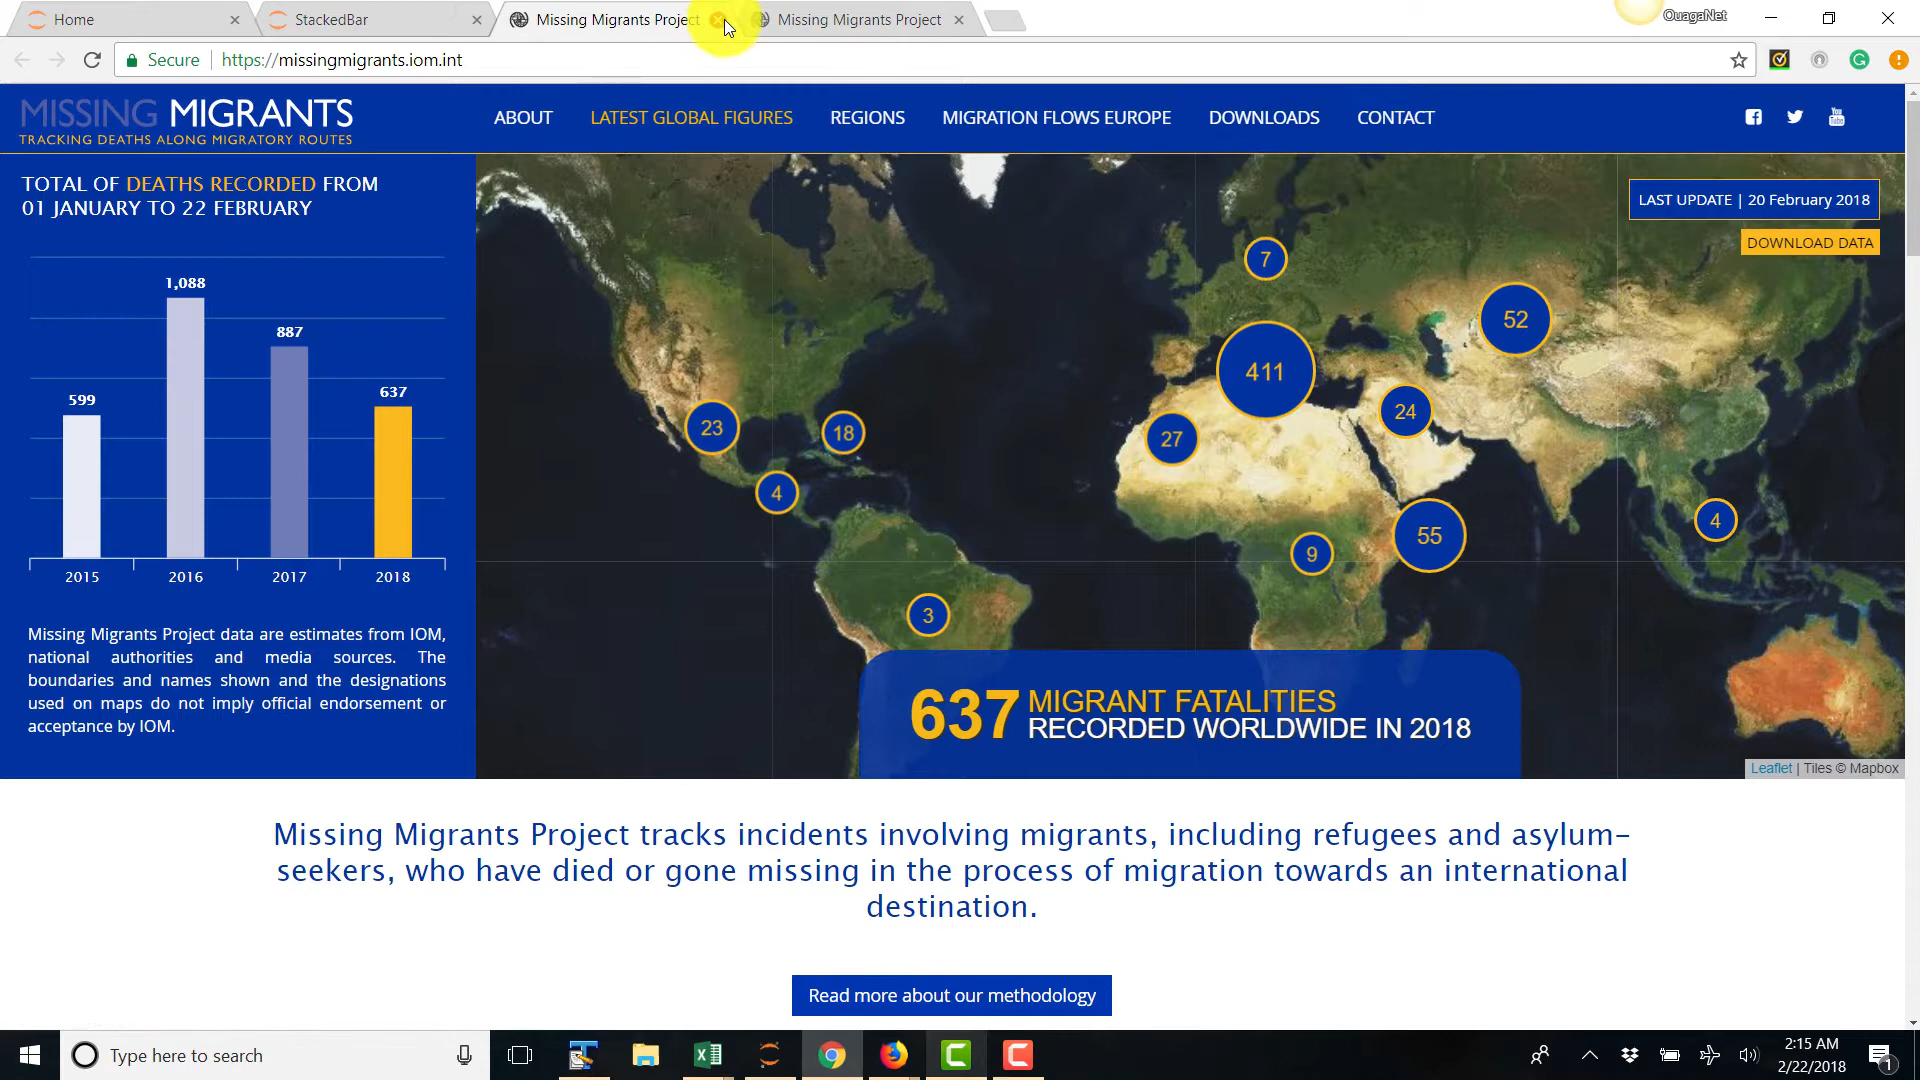 Home
StackedBar
Missing Migrants Project
Missing Migrants Project
OuagaNet
Secure
https://missingmigrants.iom.int
MISSING MIGRANTS
TRACKING DEATHS ALONG MIGRATORY ROUTES
ABOUT
LATEST GLOBAL FIGURES
REGIONS
MIGRATION FLOWS EUROPE
DOWNLOADS
CONTACT
You
Tube
TOTAL OF DEATHS RECORDED FROM
01 JANUARY TO 22 FEBRUARY
1,088
887
637
599
2015
2016
2017
2018
Missing Migrants Project data are estimates from IOM,
national authorities and media sources. The
boundaries and names shown and the designations
used on maps do not imply official endorsement or
acceptance by IOM.
LAST UPDATE | 20 February 2018
DOWNLOAD DATA
7
52
411
24
23
18
27
4
4
55
9
3
637 MIGRANT FATALITIES
RECORDED WORLDWIDE IN 2018
Leaflet | Tiles © Mapbox
Missing Migrants Project tracks incidents involving migrants, including refugees and asylum-
seekers, who have died or gone missing in the process of migration towards an international
destination.
Read more about our methodology
Type here to search
2:15 AM
2/22/2018
1